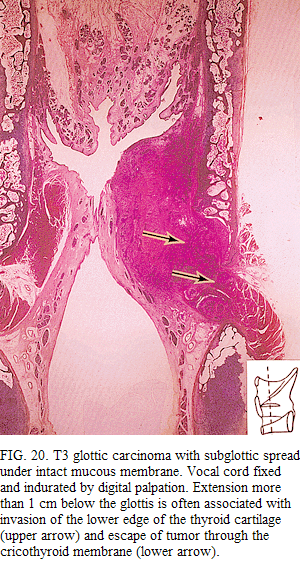 FIG. 20. T3 glottic carcinoma with subglottic spread
under intact mucous membrane. Vocal cord fixed
and indurated by digital palpation. Extension more
than 1 cm below the glottis is often associated with
invasion of the lower edge of the thyroid cartilage
(upper arrow) and escape of tumor through the
cricothyroid membrane (lower arrow).